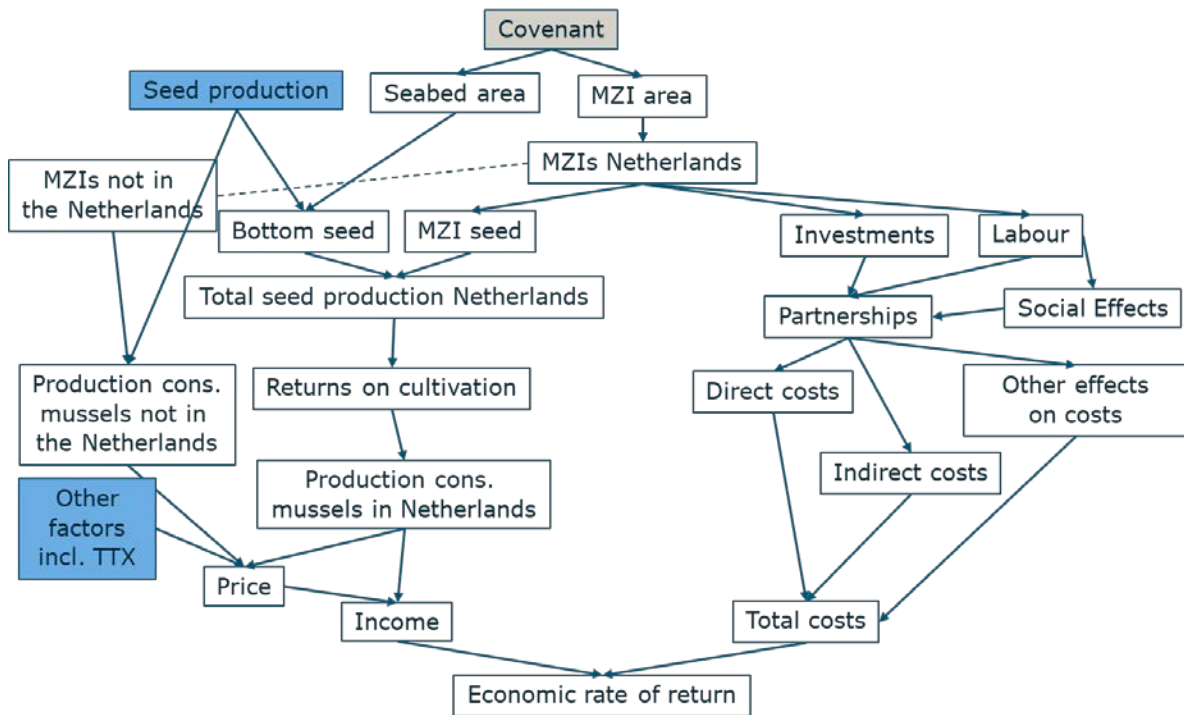 Covenant
Seed production
Seabed area
MZI area
MZIs not in
the Netherlands
MZIs Netherlands
Bottom seed
MZI seed
Investments
Labour
Total seed production Netherlands
Partnerships
Social Effects
Production cons.
mussels not in
the Netherlands
Returns on cultivation
Direct costs
Other effects
on costs
Indirect costs
Production cons.
mussels in Netherlands
Other
factors
incl. TTX
Price
Income
Total costs
Economic rate of return